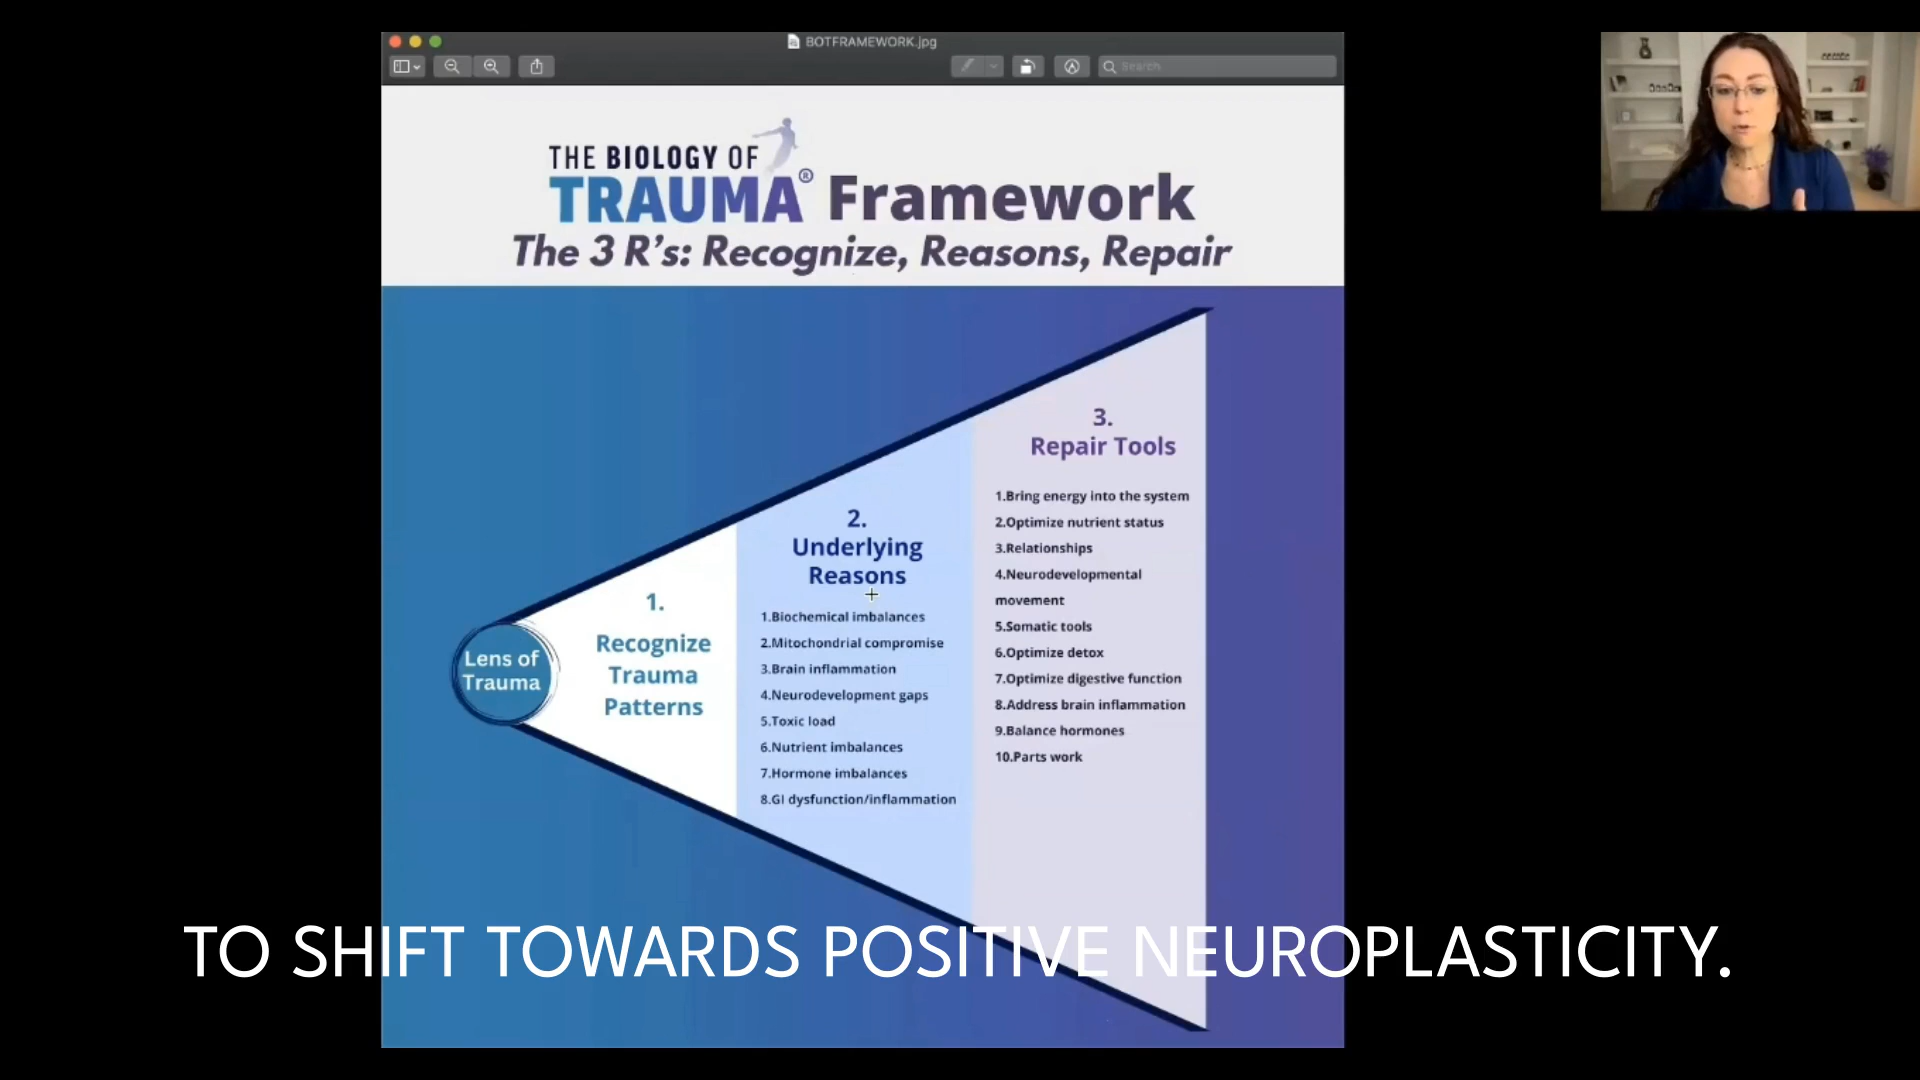 BOTFRAMEWORK.jpg
Search
THE BIOLOGY OF
TRAUMA® Framework
The 3 R's: Recognize, Reasons, Repair
Lens of
Trauma
1.
Recognize
Trauma
Patterns
2.
Underlying
Reasons
1.Biochemical imbalances
2.Mitochondrial compromise
3.Brain inflammation
4.Neurodevelopment gaps
5.Toxic load
6.Nutrient imbalances
7.Hormone imbalances
8.GI dysfunction/inflammation
3.
Repair Tools
1.Bring energy into the system
2.Optimize nutrient status
3.Relationships
4.Neurodevelopmental
movement
5.Somatic tools
6.Optimize detox
7.Optimize digestive function
8.Address brain inflammation
9.Balance hormones
10.Parts work
TO SHIFT TOWARDS POSITIVE NEUROPLASTICITY.